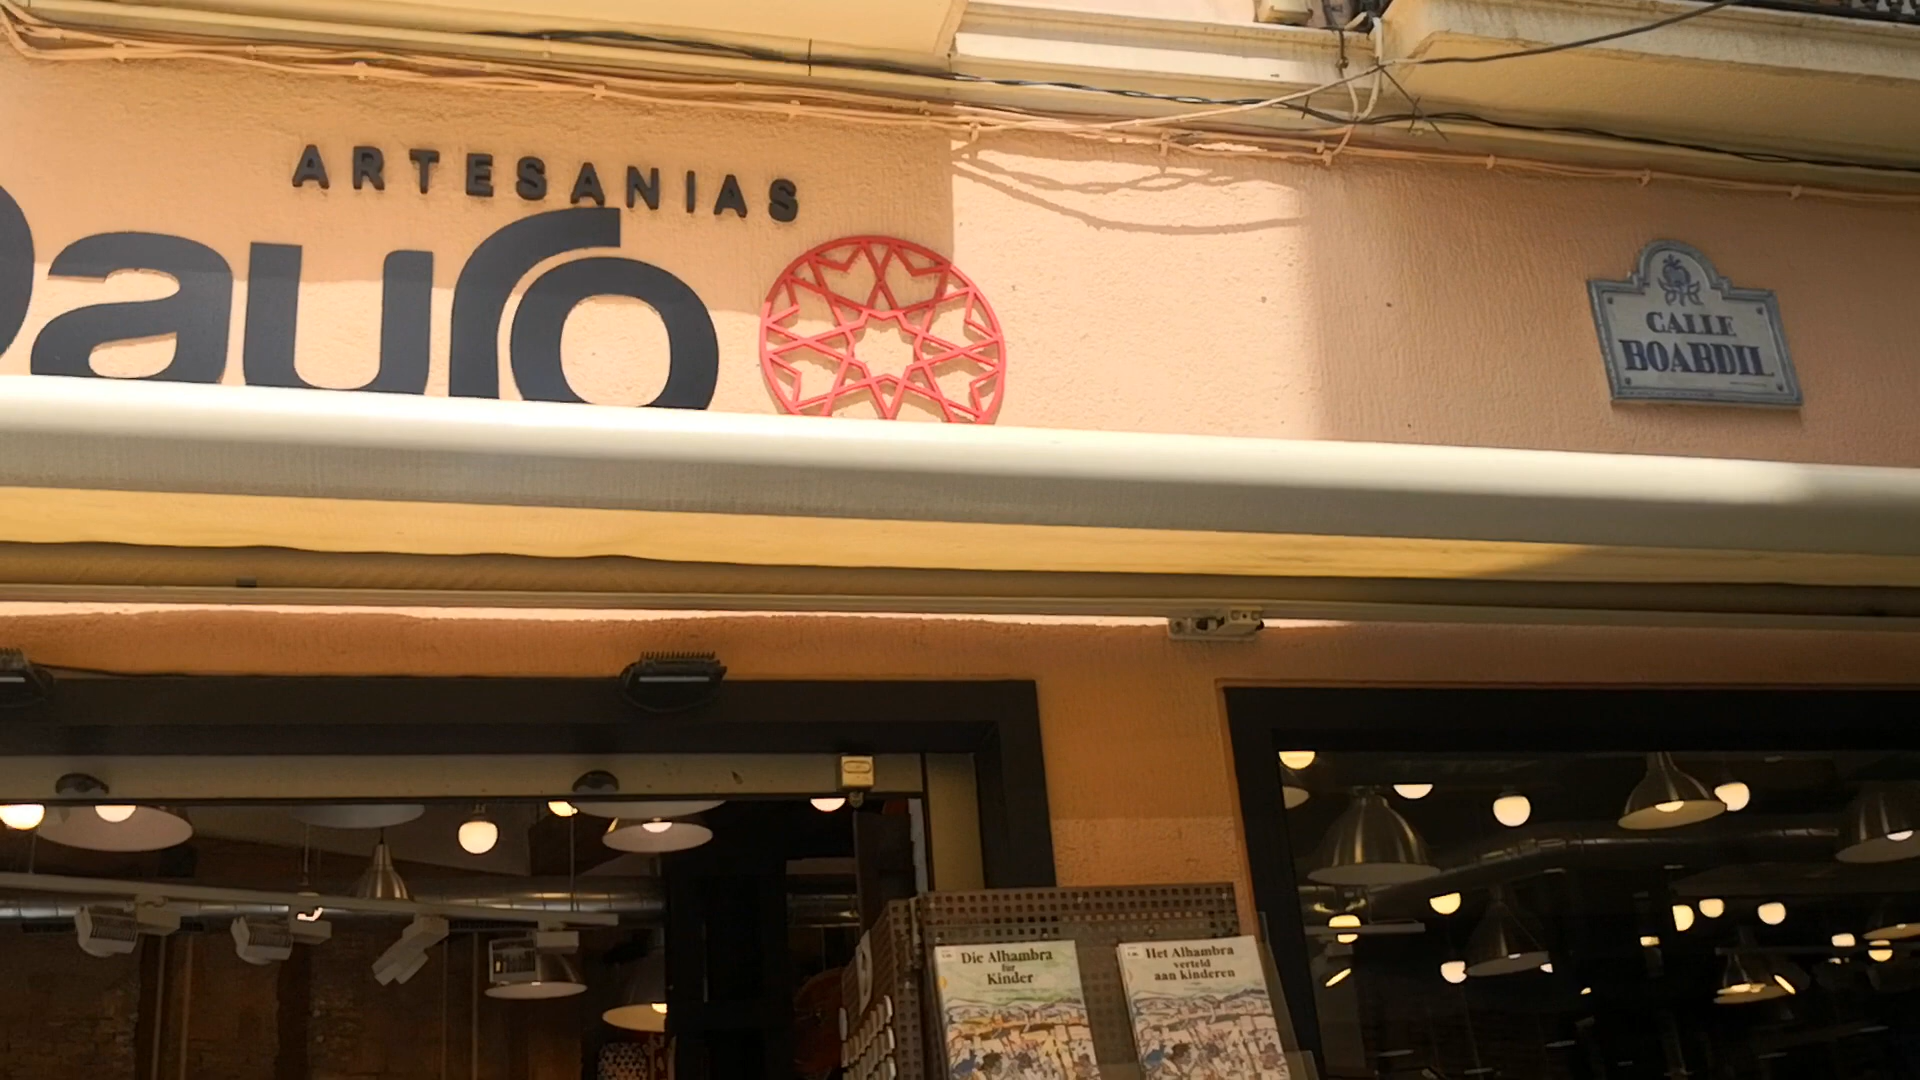 ARTESANIAS
Dauro
CALLE
BOABDIL
Die Alhambra
für
Kinder
Het Alhambra
verteld
aan kinderen